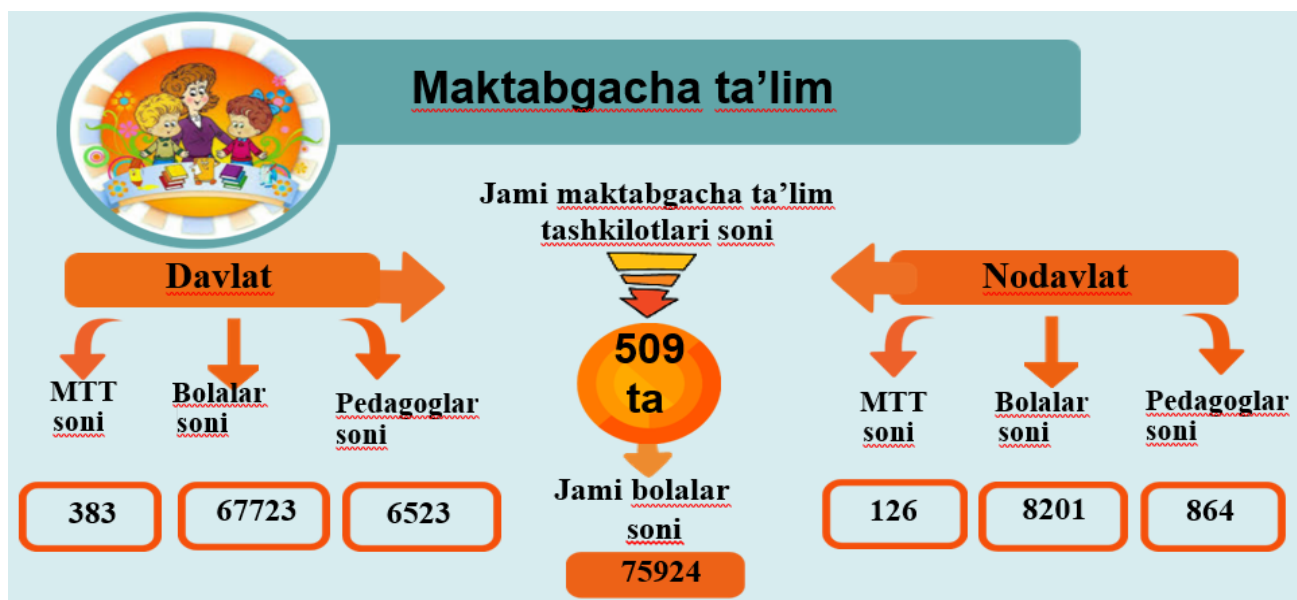 Maktabgacha ta’lim
Jami maktabgacha ta’lim
tashkilotlari soni
Davlat
Nodavlat
509
ta
MTT
soni
Bolalar
soni
Pedagoglar
soni
MTT
soni
Bolalar
soni
Pedagoglar
soni
383
67723
6523
Jami bolalar
soni
75924
126
8201
864